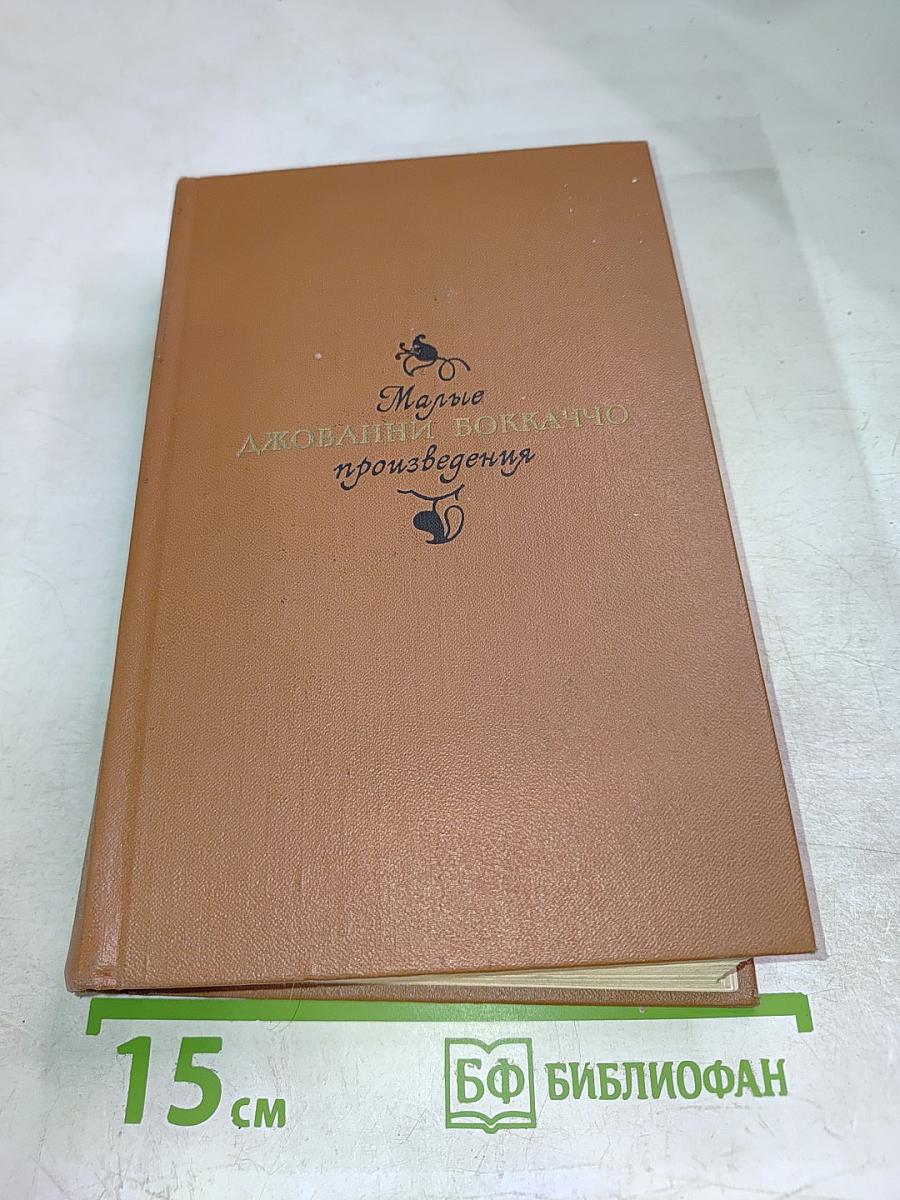 Малые
ДЖОВАННИ БОККАЧЧО
произведения
15 см
БФ БИБЛИОФАН